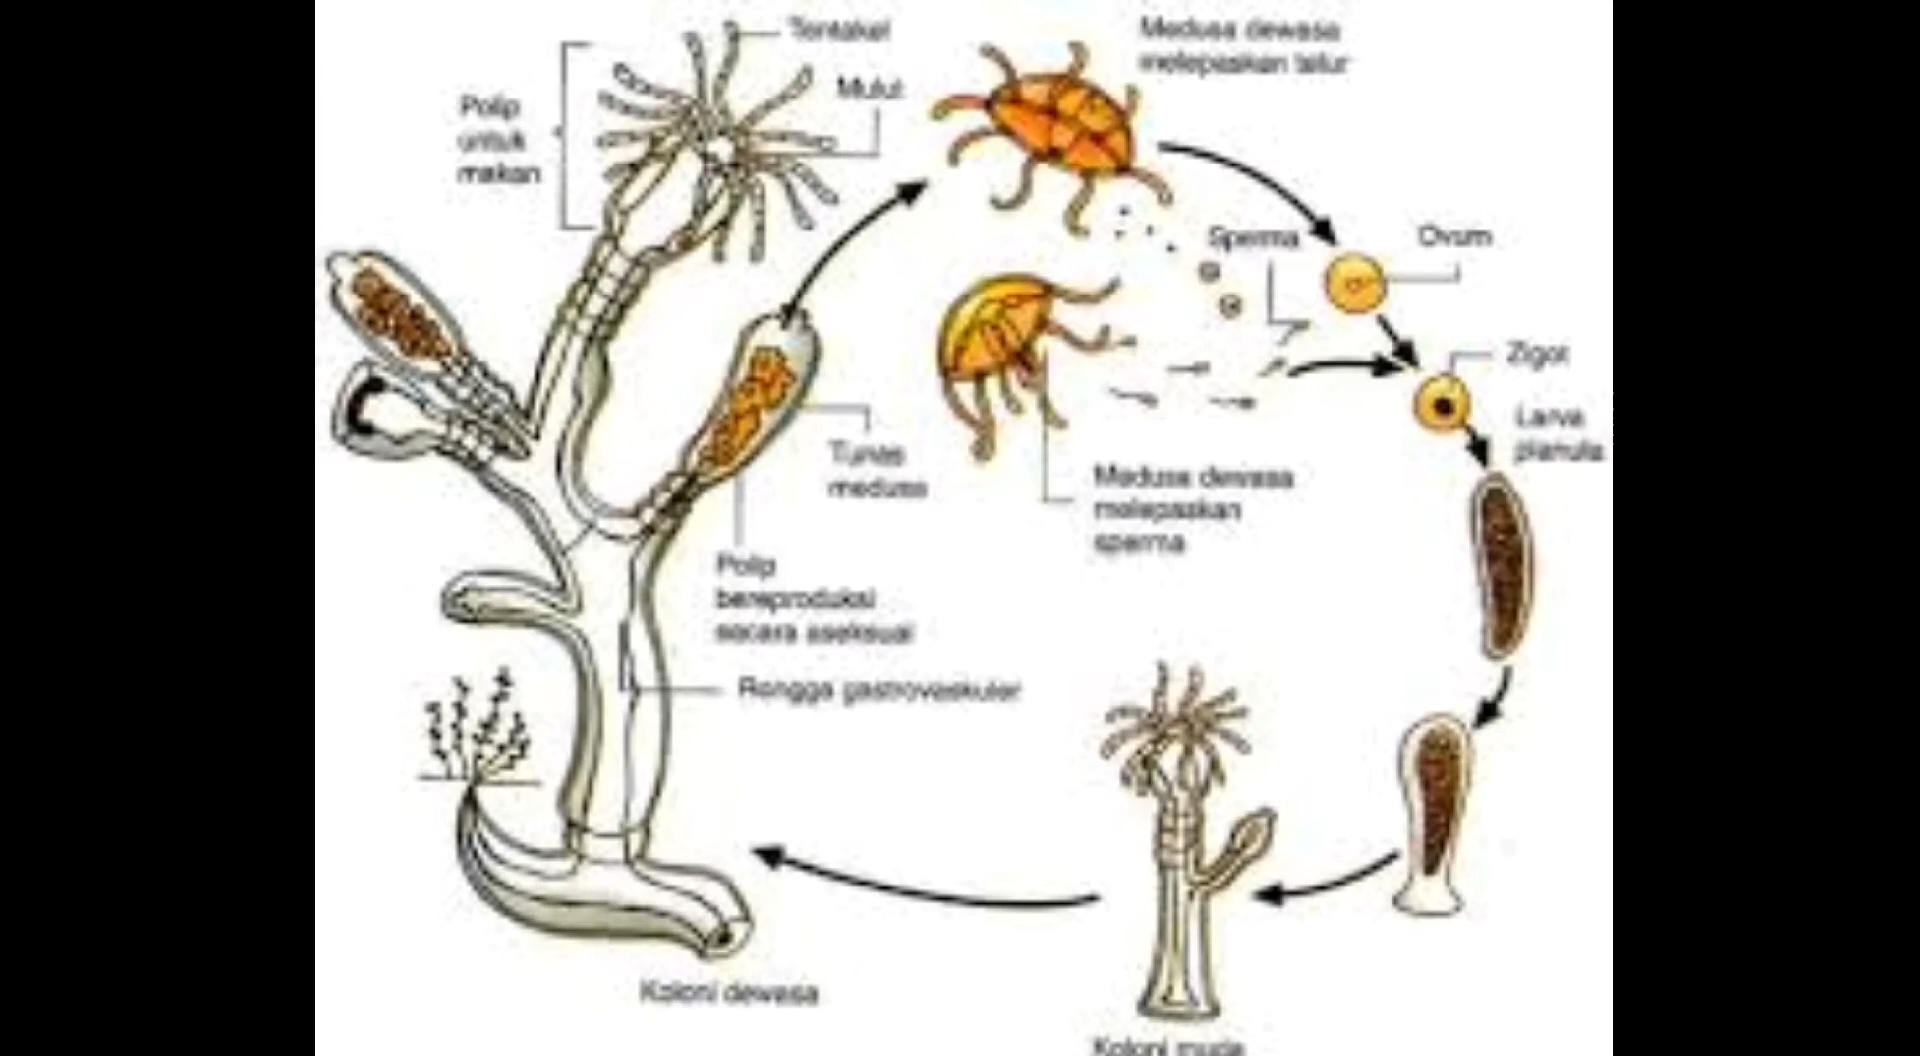 Tentakel
Mulut
Polip
untuk
makan
Medusa dewasa
melepaskan telur
Sperma
Ovum
Zigot
Larva
planula
Tunas
medusa
Medusa dewasa
melepaskan
sperma
Polip
bereproduksi
secara aseksual
Rongga gastrovaskuler
Koloni dewasa
Koloni muda